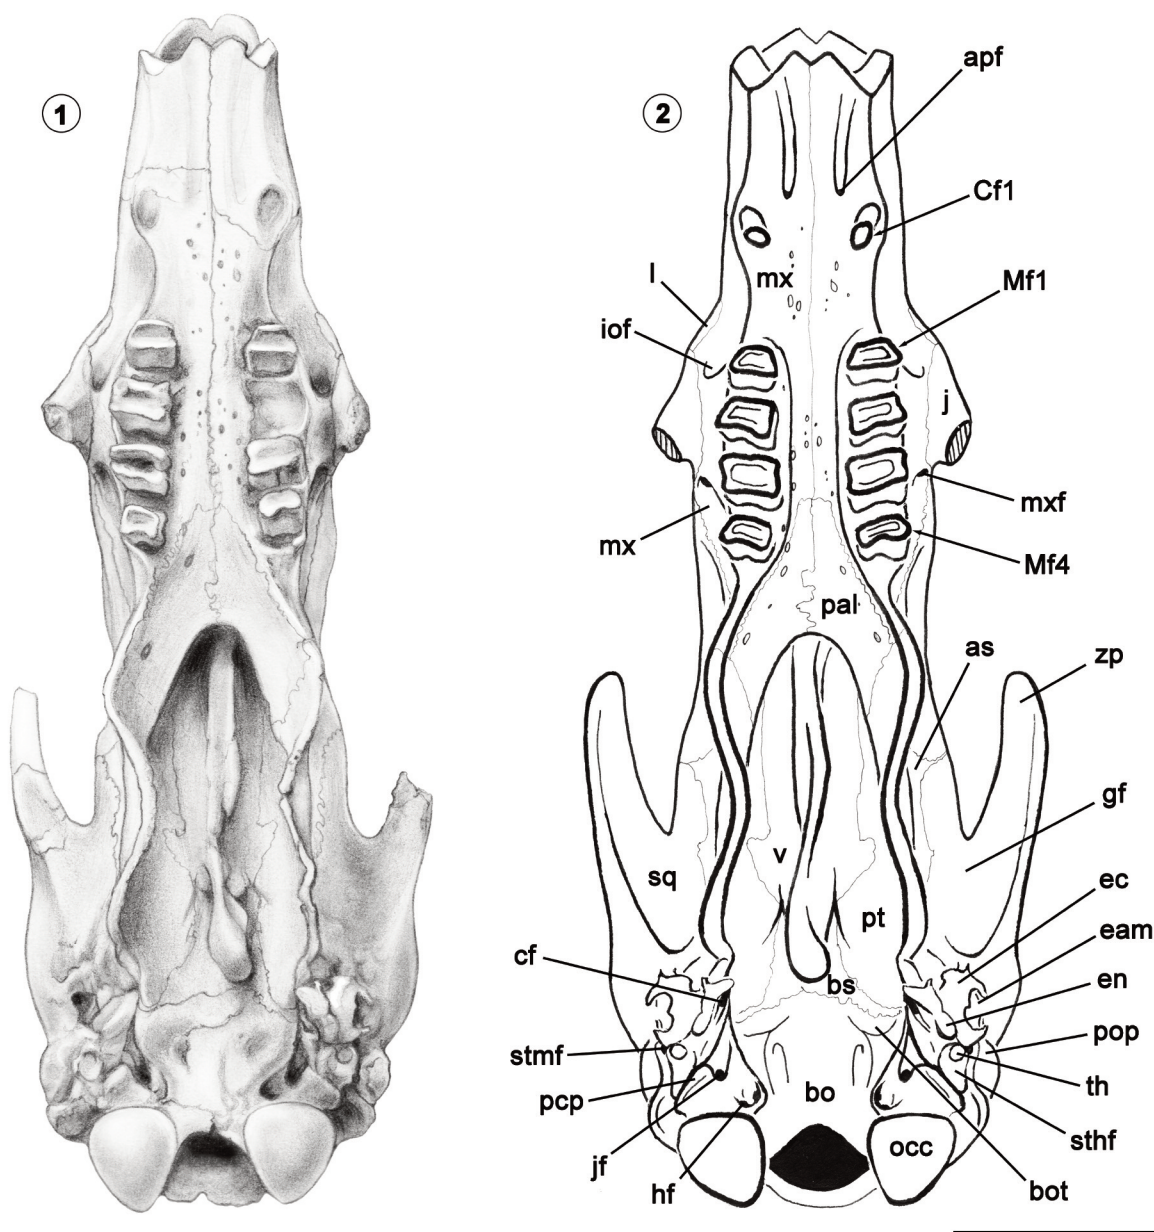 1
2
apf
Cf1
l
mx
Mf1
iof
j
mxf
mx
Mf4
pal
as
zp
gf
v
sq
ec
pt
eam
cf
bs
en
pop
stmf
th
pcp
bo
sthf
occ
jf
hf
bot